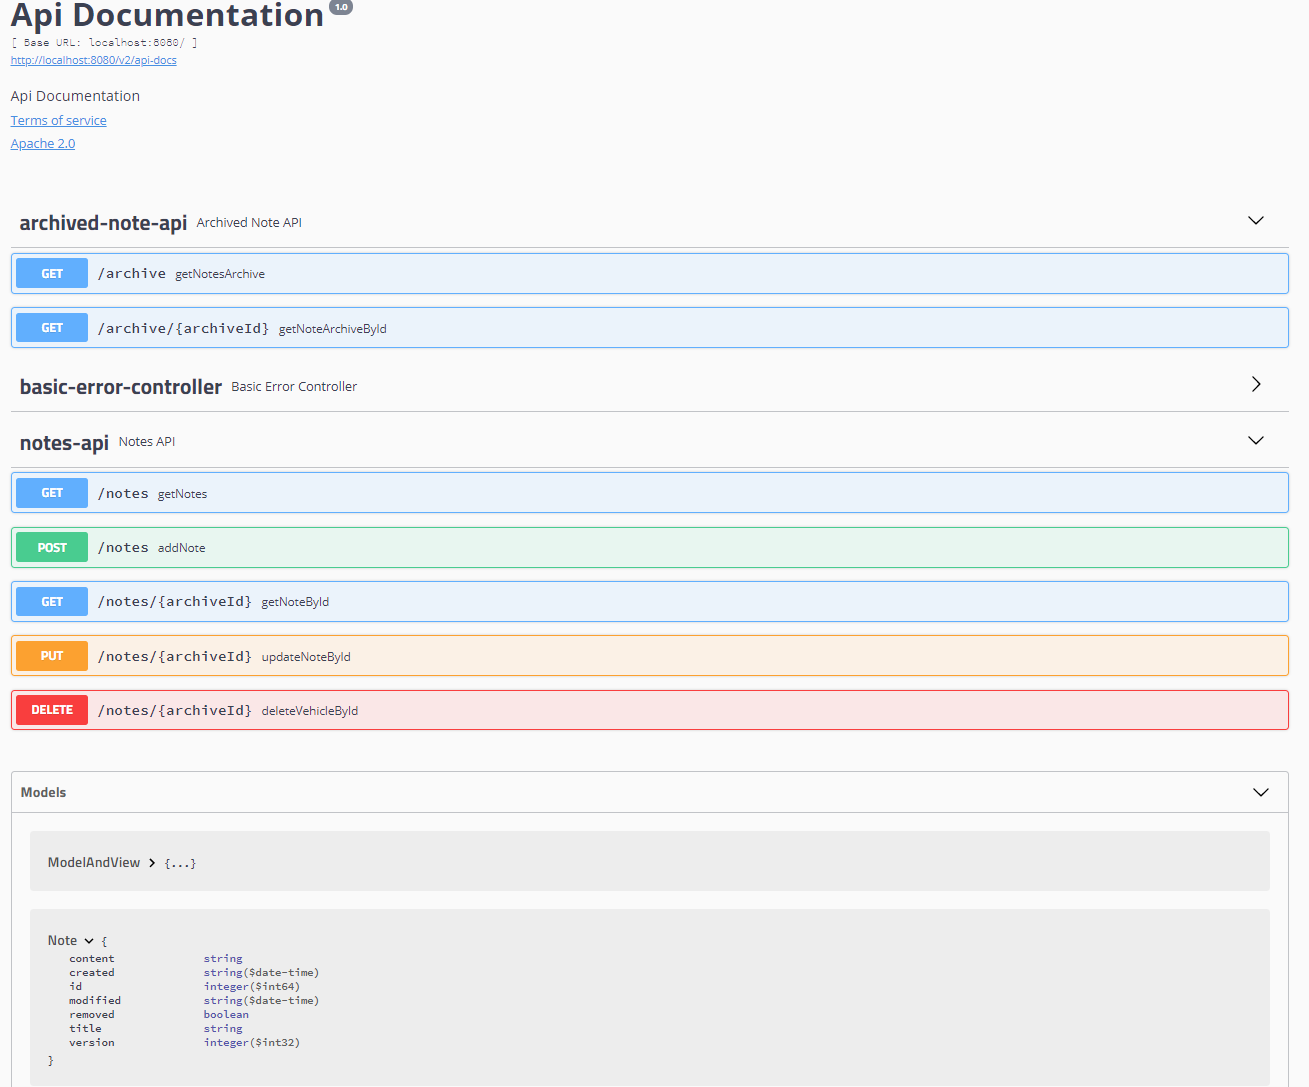 Api Documentation 1.0
[ Base URL: localhost:8080/ ]
http://localhost:8080/v2/api-docs
Api Documentation
Terms of service
Apache 2.0
archived-note-api Archived Note API
GET /archive getNotesArchive
GET /archive/{archiveId} getNoteArchiveById
basic-error-controller Basic Error Controller
notes-api Notes API
GET /notes getNotes
POST /notes addNote
GET /notes/{archiveId} getNoteById
PUT /notes/{archiveId} updateNoteById
DELETE /notes/{archiveId} deleteVehicleById
Models
ModelAndView {...}
Note {
content string
created string($date-time)
id integer($int64)
modified string($date-time)
removed boolean
title string
version integer($int32)
}